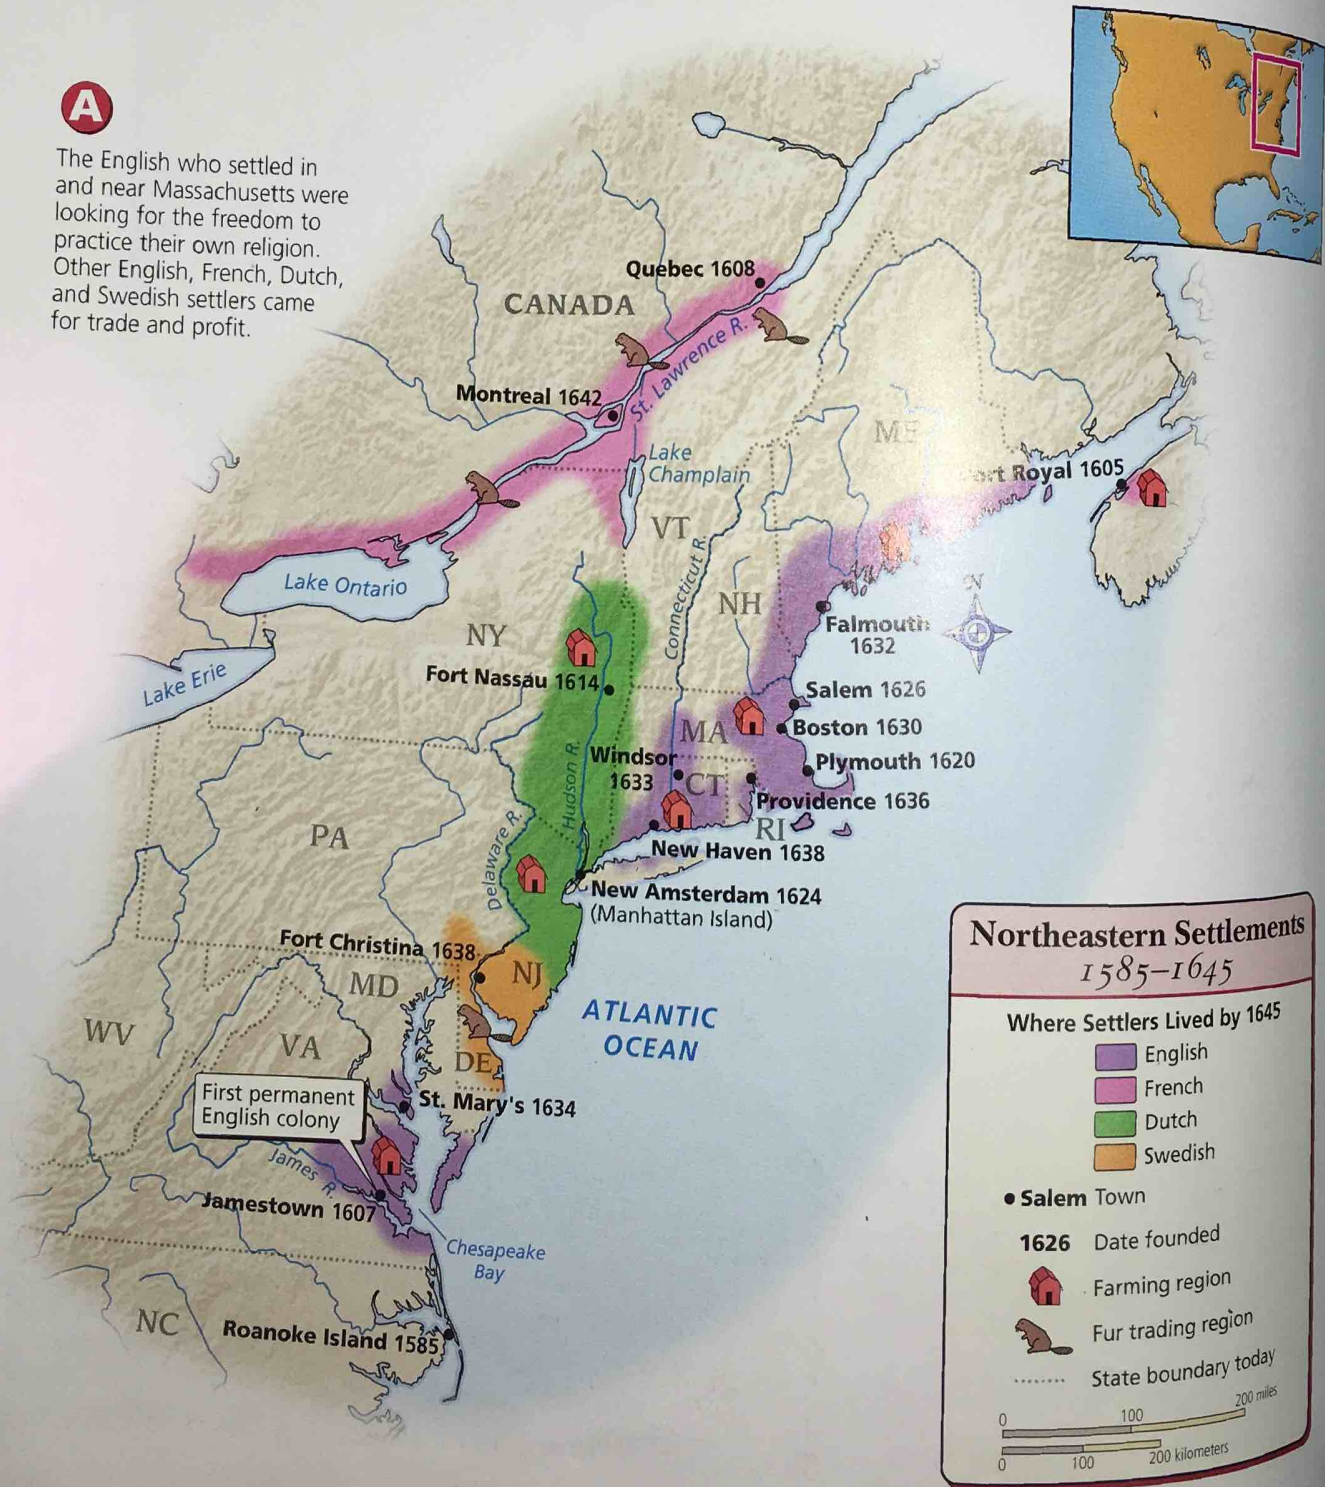 A
The English who settled in
and near Massachusetts were
looking for the freedom to
practice their own religion.
Other English, French, Dutch,
and Swedish settlers came
for trade and profit.
Quebec 1608
CANADA
St. Lawrence R.
Montreal 1642
ME
Lake
Champlain
Royal 1605
VT
Lake Ontario
Connecticut R.
NH
N
NY
Falmouth
1632
Lake Erie
Fort Nassau 1614
Salem 1626
MA
Boston 1630
Windsor
1633
Plymouth 1620
CT
Hudson R.
Providence 1636
RI
PA
Delaware R.
New Haven 1638
New Amsterdam 1624
(Manhattan Island)
Fort Christina 1638
NJ
MD
ATLANTIC
OCEAN
WV
VA
DE
First permanent
English colony
St. Mary's 1634
James R.
Jamestown 1607
Chesapeake
Bay
NC
Roanoke Island 1585
Northeastern Settlements
1585–1645
Where Settlers Lived by 1645
English
French
Dutch
Swedish
Salem Town
1626 Date founded
Farming region
Fur trading region
State boundary today
0 100 200 miles
0 100 200 kilometers